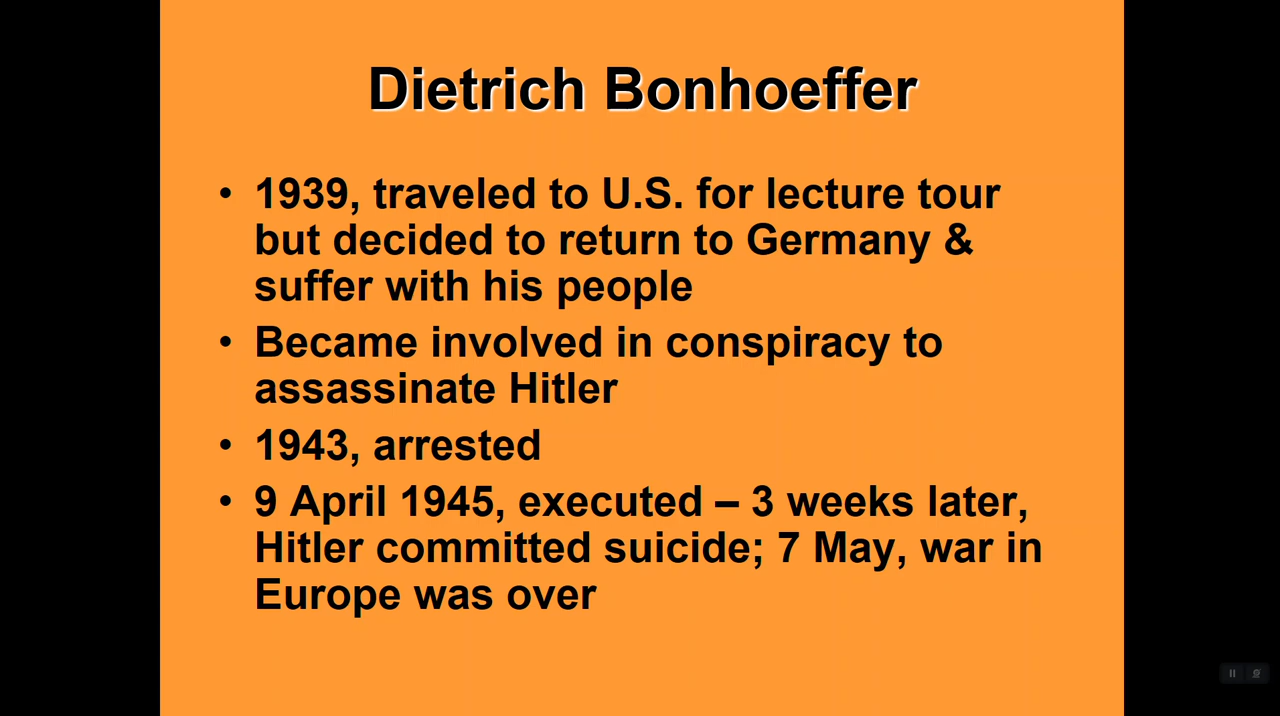 Dietrich Bonhoeffer
• 1939, traveled to U.S. for lecture tour
but decided to return to Germany &
suffer with his people
• Became involved in conspiracy to
assassinate Hitler
• 1943, arrested
• 9 April 1945, executed – 3 weeks later,
Hitler committed suicide; 7 May, war in
Europe was over